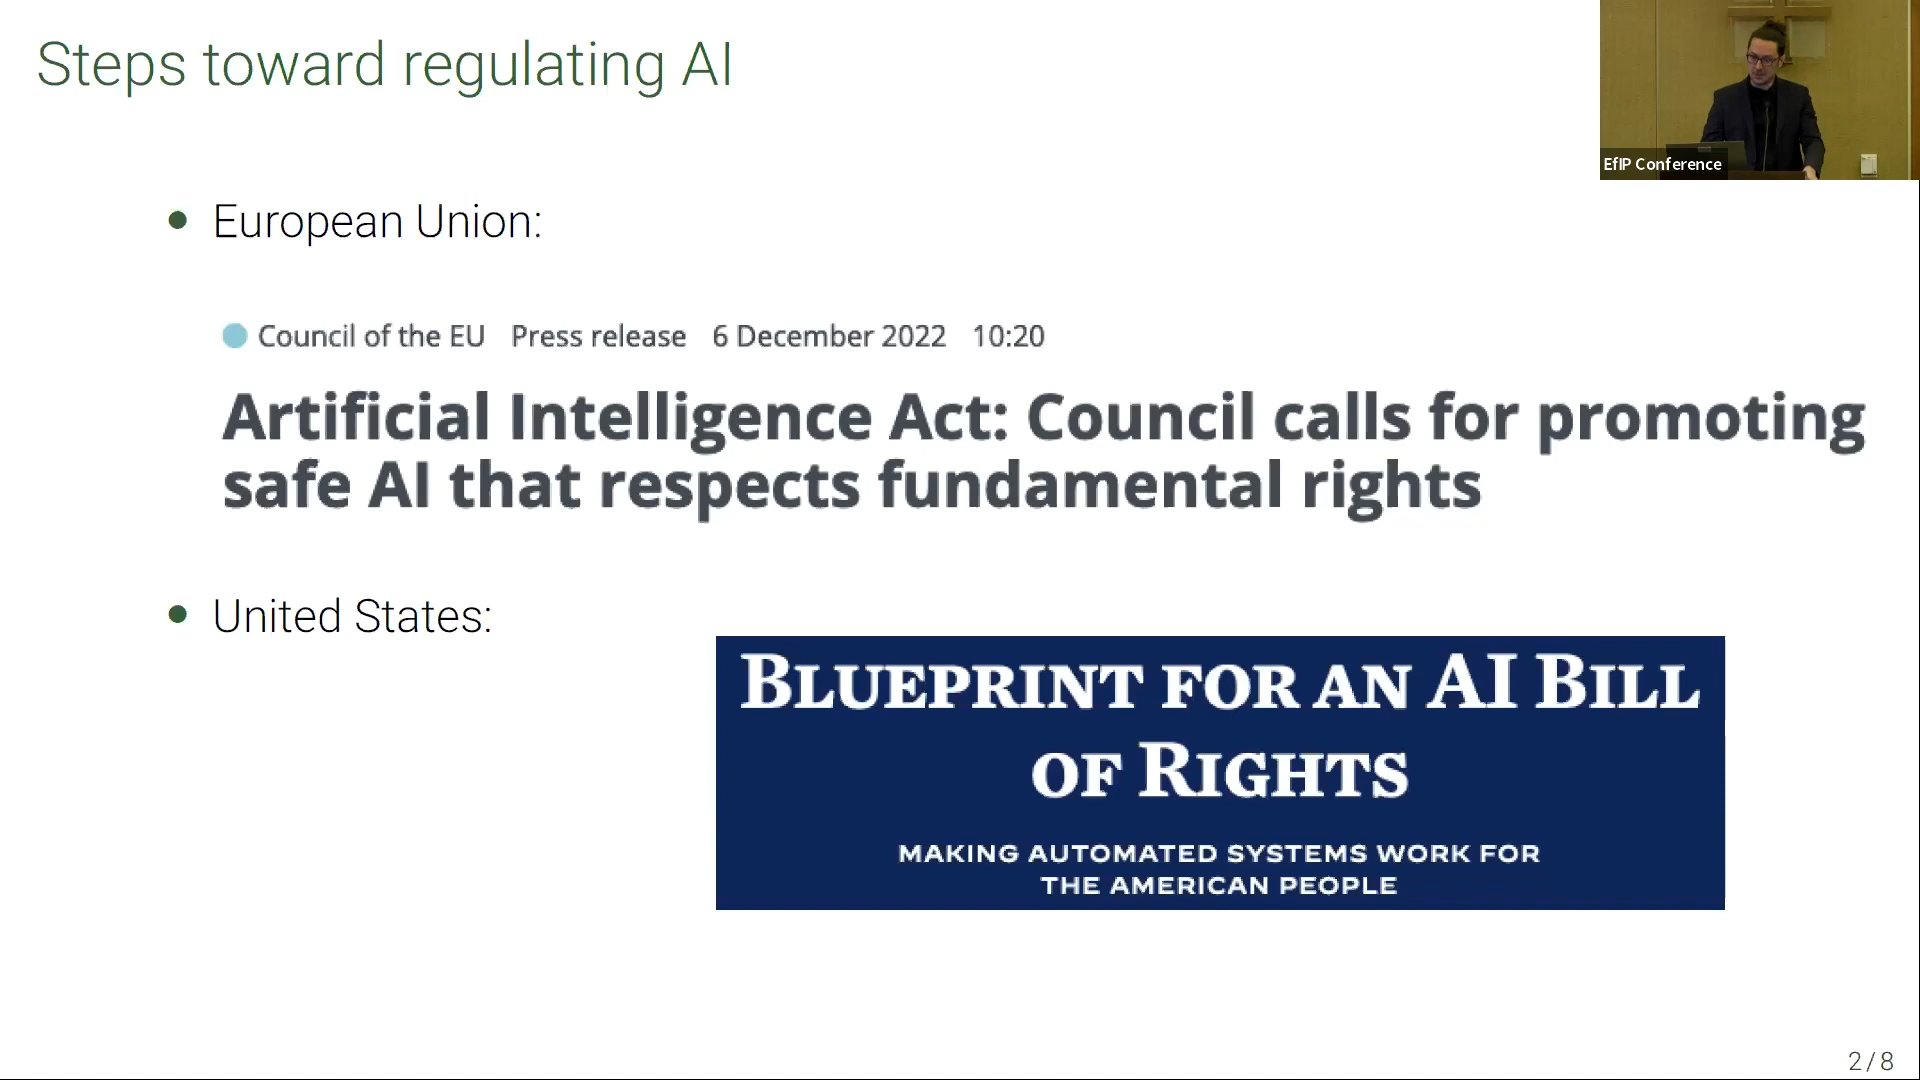 Steps toward regulating AI
EfIP Conference
• European Union:
Council of the EU Press release 6 December 2022 10:20
Artificial Intelligence Act: Council calls for promoting
safe AI that respects fundamental rights
• United States:
BLUEPRINT FOR AN AI BILL
OF RIGHTS
MAKING AUTOMATED SYSTEMS WORK FOR
THE AMERICAN PEOPLE
2/8